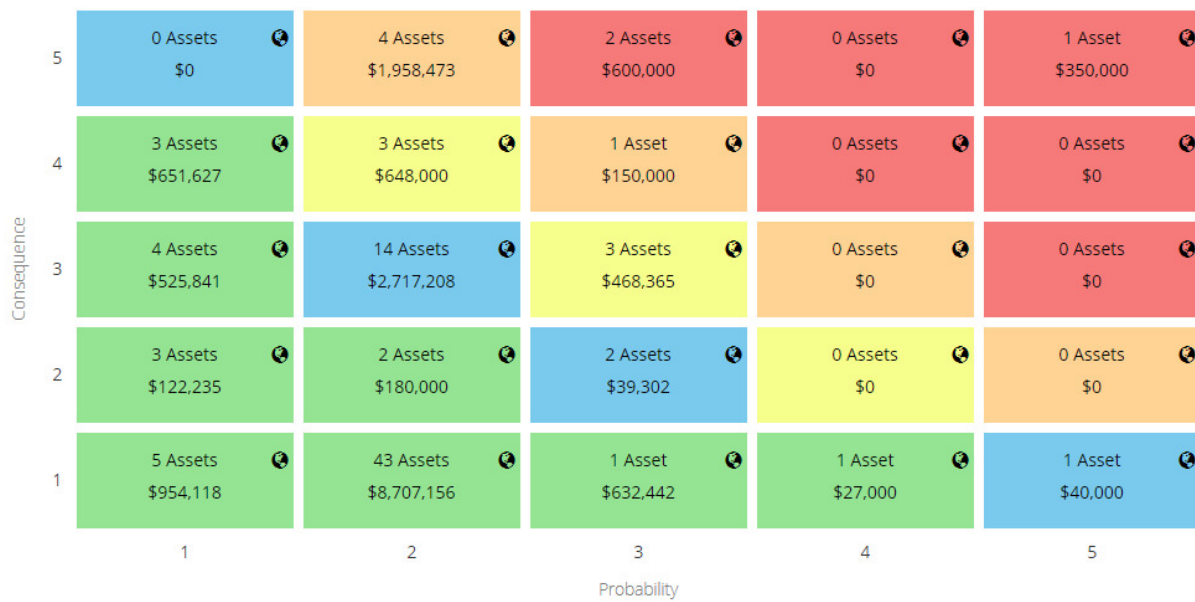 5
0 Assets
$0
4 Assets
$1,958,473
2 Assets
$600,000
0 Assets
$0
1 Asset
$350,000
4
3 Assets
$651,627
3 Assets
$648,000
1 Asset
$150,000
0 Assets
$0
0 Assets
$0
Consequence
3
4 Assets
$525,841
14 Assets
$2,717,208
3 Assets
$468,365
0 Assets
$0
0 Assets
$0
2
3 Assets
$122,235
2 Assets
$180,000
2 Assets
$39,302
0 Assets
$0
0 Assets
$0
1
5 Assets
$954,118
43 Assets
$8,707,156
1 Asset
$632,442
1 Asset
$27,000
1 Asset
$40,000
1
2
3
4
5
Probability